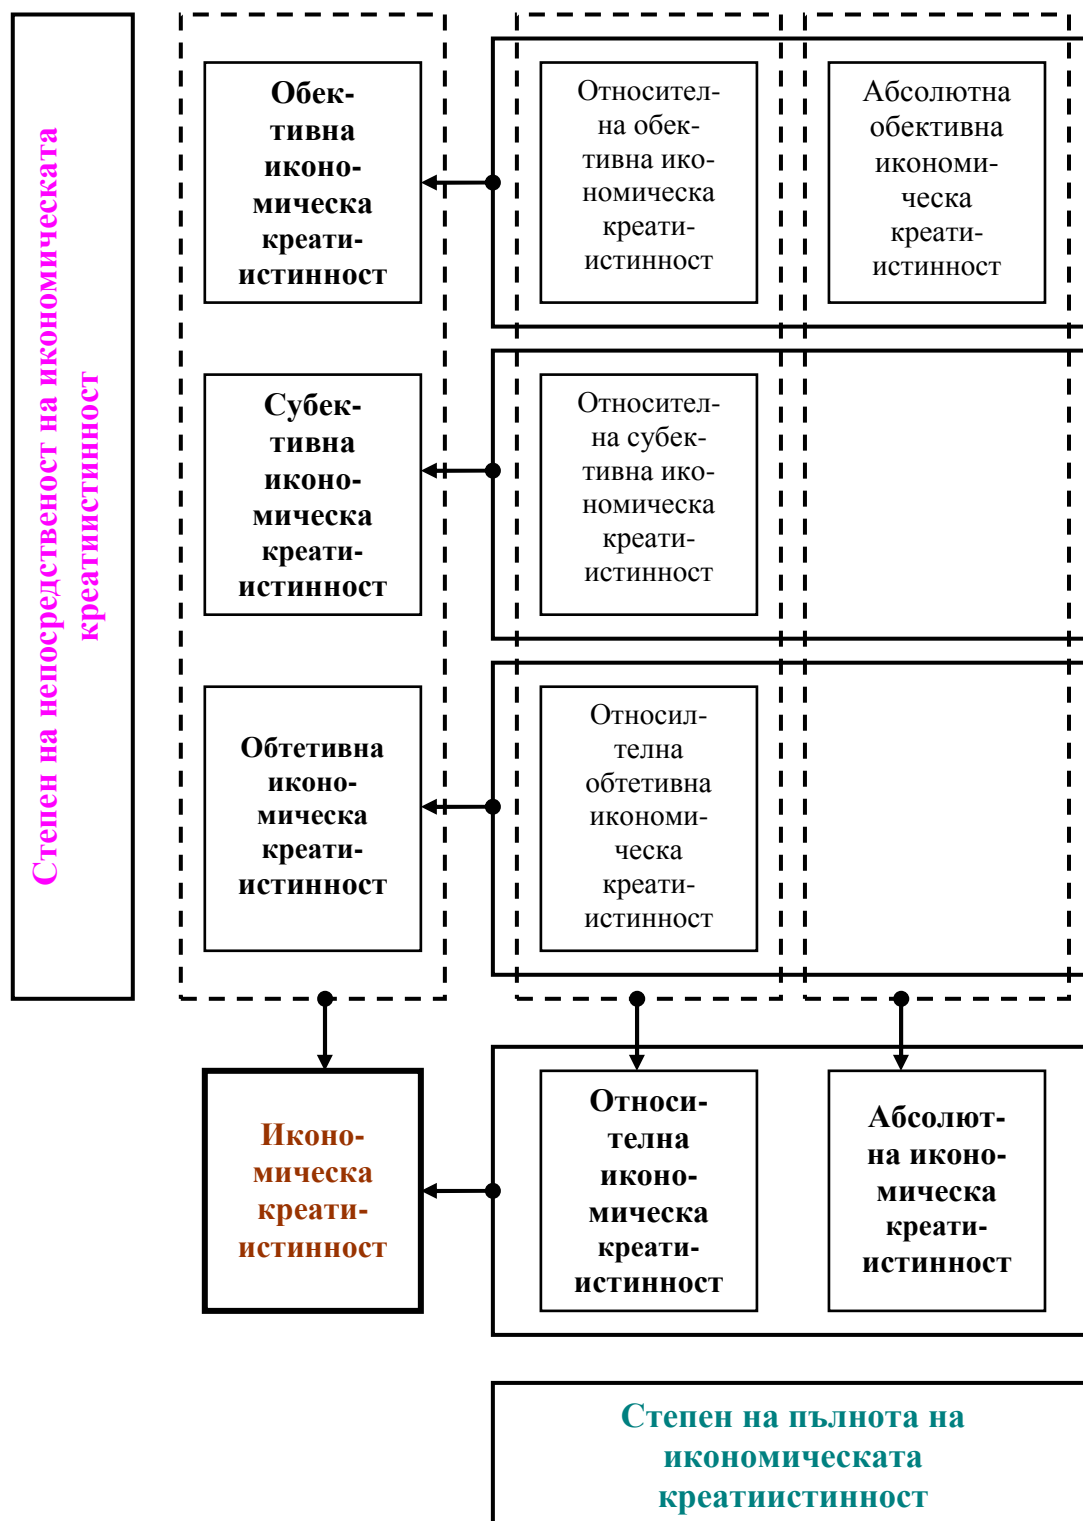 Степен на непосредственост на икономическата
креатиистинност
Обек-
тивна
иконо-
мическа
креати-
истинност
Относител-
на обек-
тивна ико-
номическа
креати-
истинност
Абсолютна
обективна
икономи-
ческа
креати-
истинност
Субек-
тивна
иконо-
мическа
креати-
истинност
Относител-
на субек-
тивна ико-
номическа
креати-
истинност
Обтетивна
иконо-
мическа
креати-
истинност
Относил-
телна
обтетивна
икономи-
ческа
креати-
истинност
Иконо-
мическа
креати-
истинност
Относи-
телна
иконо-
мическа
креати-
истинност
Абсолют-
на иконо-
мическа
креати-
истинност
Степен на пълнота на
икономическата
креатиистинност